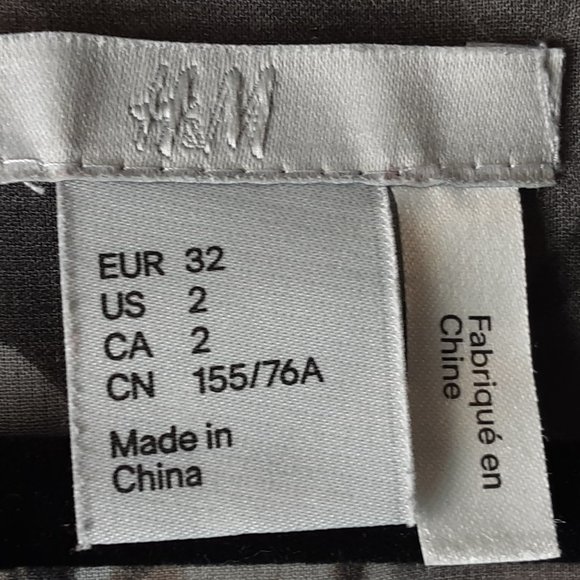 H&M
EUR 32
US 2
CA 2
CN 155/76A
Made in
China
Fabriqué en
Chine